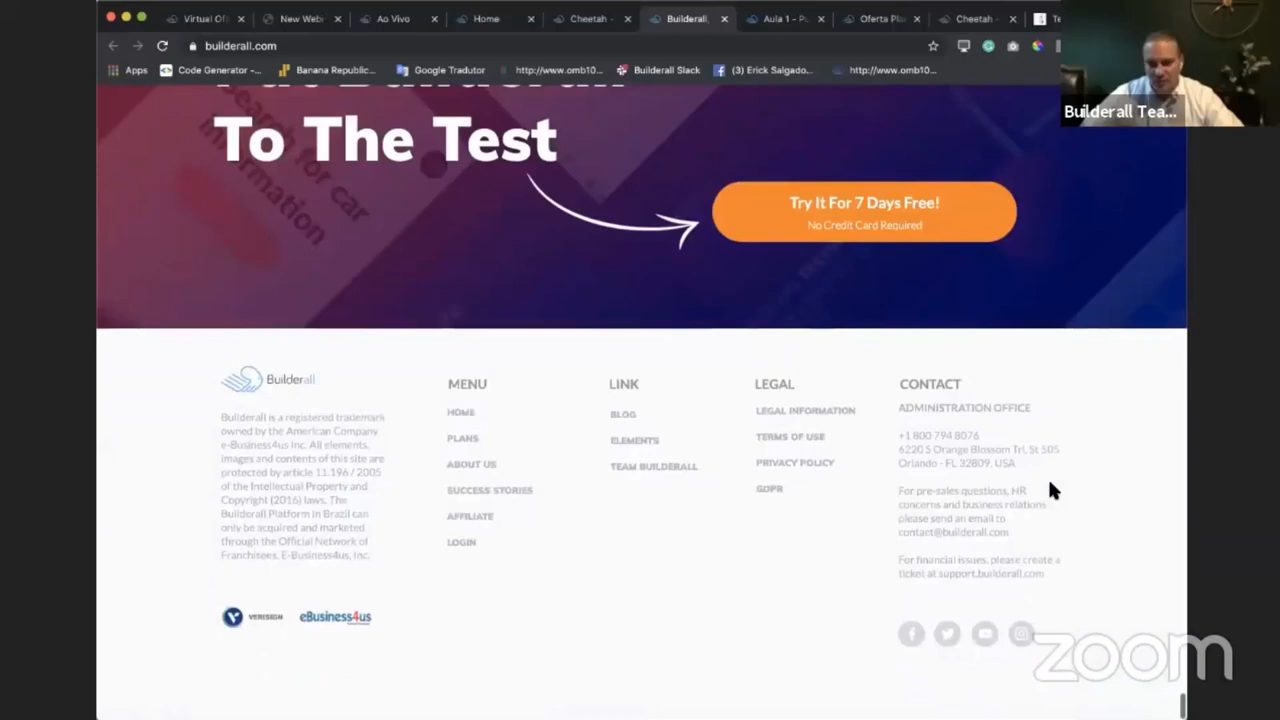 Virtual Of
New Web
Ao Vivo
Home
Cheetah -
Builderall,
Aula 1 - P
Oferta Pla
Cheetah -
Te
builderall.com
Apps
Code Generator -...
Banana Republic...
Google Tradutor
http://www.omb10...
Builderall Slack
(3) Erick Salgado...
http://www.omb10...
Builderall Tea...
Put Builderall
To The Test
Search for car
information
Try It For 7 Days Free!
No Credit Card Required
Builderall
Builderall is a registered trademark
owned by the American Company
e-Business4us Inc. All elements,
images and contents of this site are
protected by article 11.196 / 2005
of the Intellectual Property and
Copyright (2016) laws. The
Builderall Platform in Brazil can
only be acquired and marketed
through the Official Network of
Franchisees. E-Business4us, Inc.
VERISIGN
eBusiness4us
MENU
HOME
PLANS
ABOUT US
SUCCESS STORIES
AFFILIATE
LOGIN
LINK
BLOG
ELEMENTS
TEAM BUILDERALL
LEGAL
LEGAL INFORMATION
TERMS OF USE
PRIVACY POLICY
GDPR
CONTACT
ADMINISTRATION OFFICE
+1 800 794 8076
6220 S Orange Blossom Trl, St 505
Orlando - FL 32809, USA
For pre-sales questions, HR
concerns and business relations
please send an email to
contact@builderall.com
For financial issues, please create a
ticket at support.builderall.com
zoom